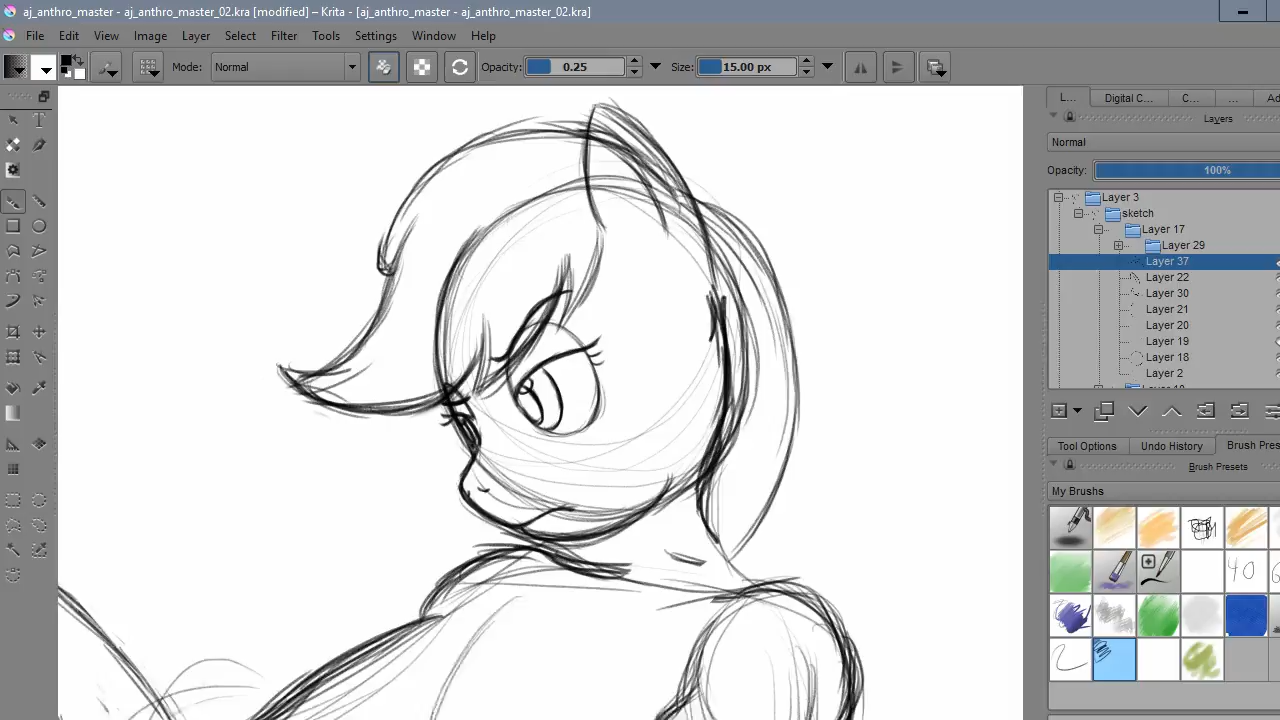 aj_anthro_master - aj_anthro_master_02.kra [modified] – Krita - [aj_anthro_master - aj_anthro_master_02.kra]
File Edit View Image Layer Select Filter Tools Settings Window Help
Mode: Normal Opacity: 0.25 Size: 15.00 px
L... Digital C... C... ... Ad
Layers
Normal
Opacity: 100%
Layer 3
sketch
Layer 17
Layer 29
Layer 37
Layer 22
Layer 30
Layer 21
Layer 20
Layer 19
Layer 18
Layer 2
Tool Options Undo History Brush Pres
Brush Presets
My Brushes
40